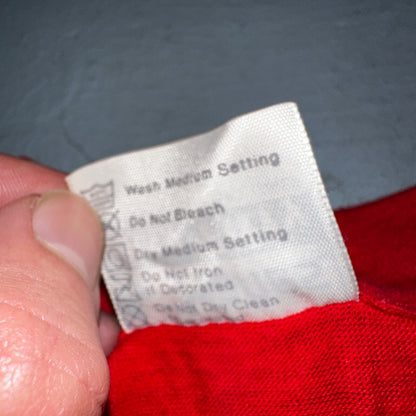 Wash Medium Setting
Do Not Bleach
Dry Medium Setting
Do Not Iron
if Decorated
Do Not Dry Clean